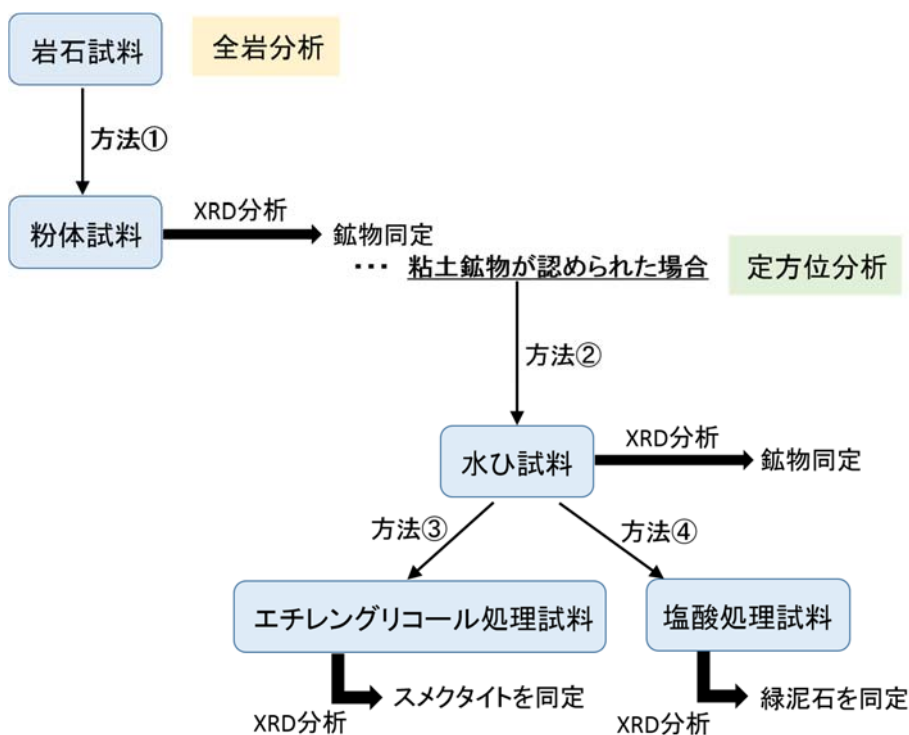 岩石試料
全岩分析
方法①
粉体試料
XRD分析
鉱物同定
… 粘土鉱物が認められた場合
定方位分析
方法②
水ひ試料
XRD分析
鉱物同定
方法③
方法④
エチレングリコール処理試料
塩酸処理試料
スメクタイトを同定
緑泥石を同定
XRD分析
XRD分析